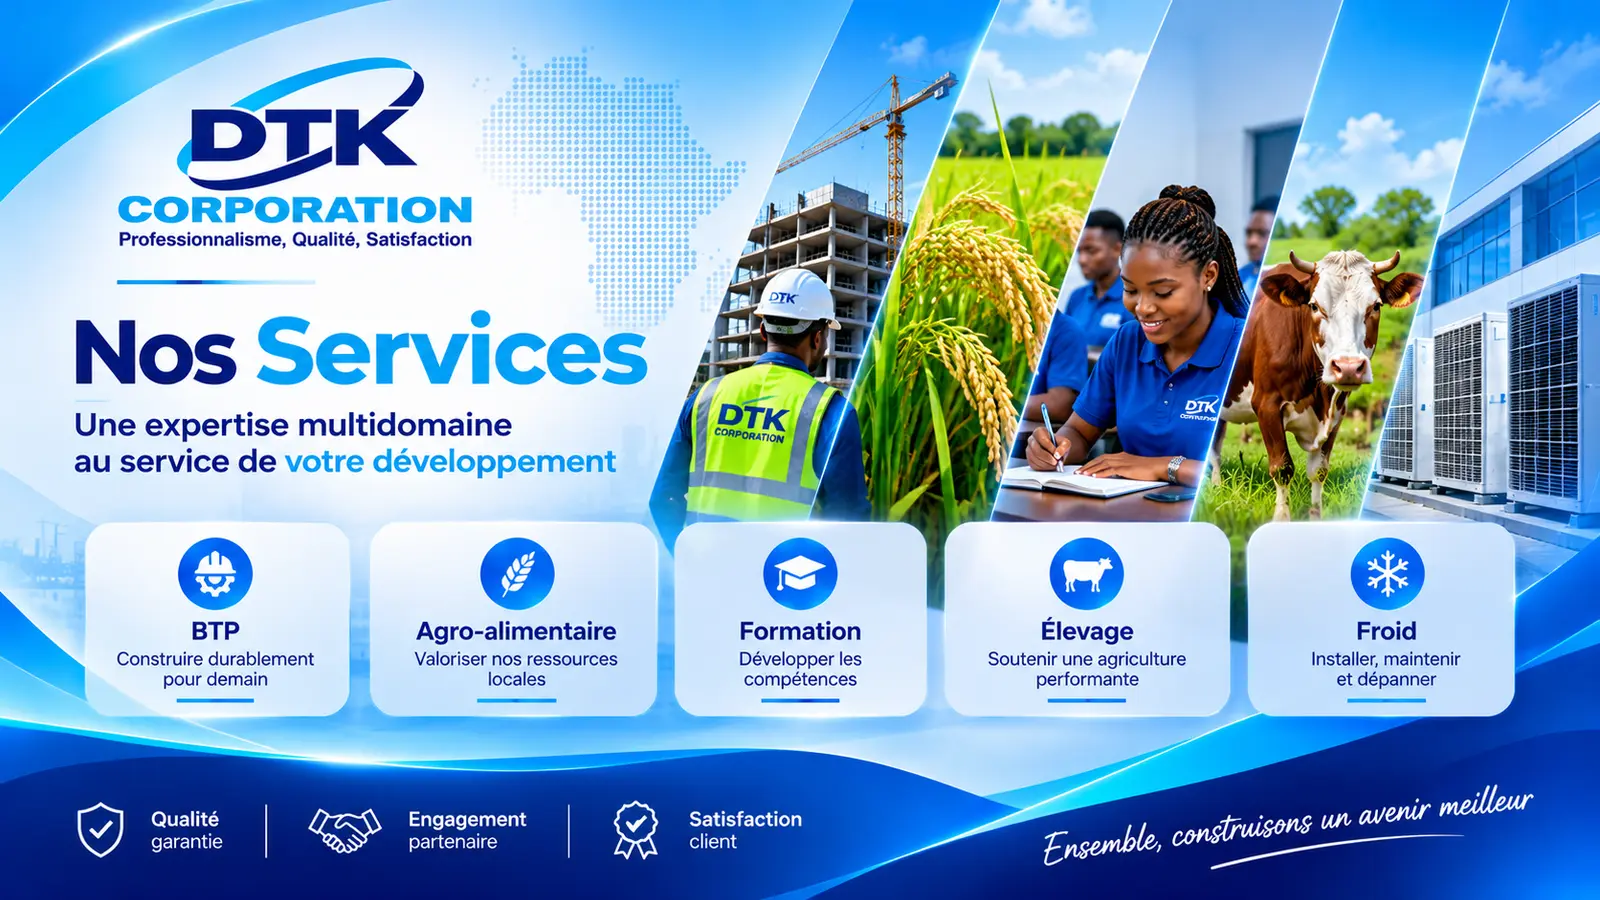 DTK
CORPORATION
Professionnalisme, Qualité, Satisfaction
Nos Services
Une expertise multidomaine
au service de votre développement
DTK
DTK
CORPORATION
DTK
BTP
Construire durablement
pour demain
Agro-alimentaire
Valoriser nos ressources
locales
Formation
Développer les
compétences
Élevage
Soutenir une agriculture
performante
Froid
Installer, maintenir
et dépanner
Qualité
garantie
Engagement
partenaire
Satisfaction
client
Ensemble, construisons un avenir meilleur